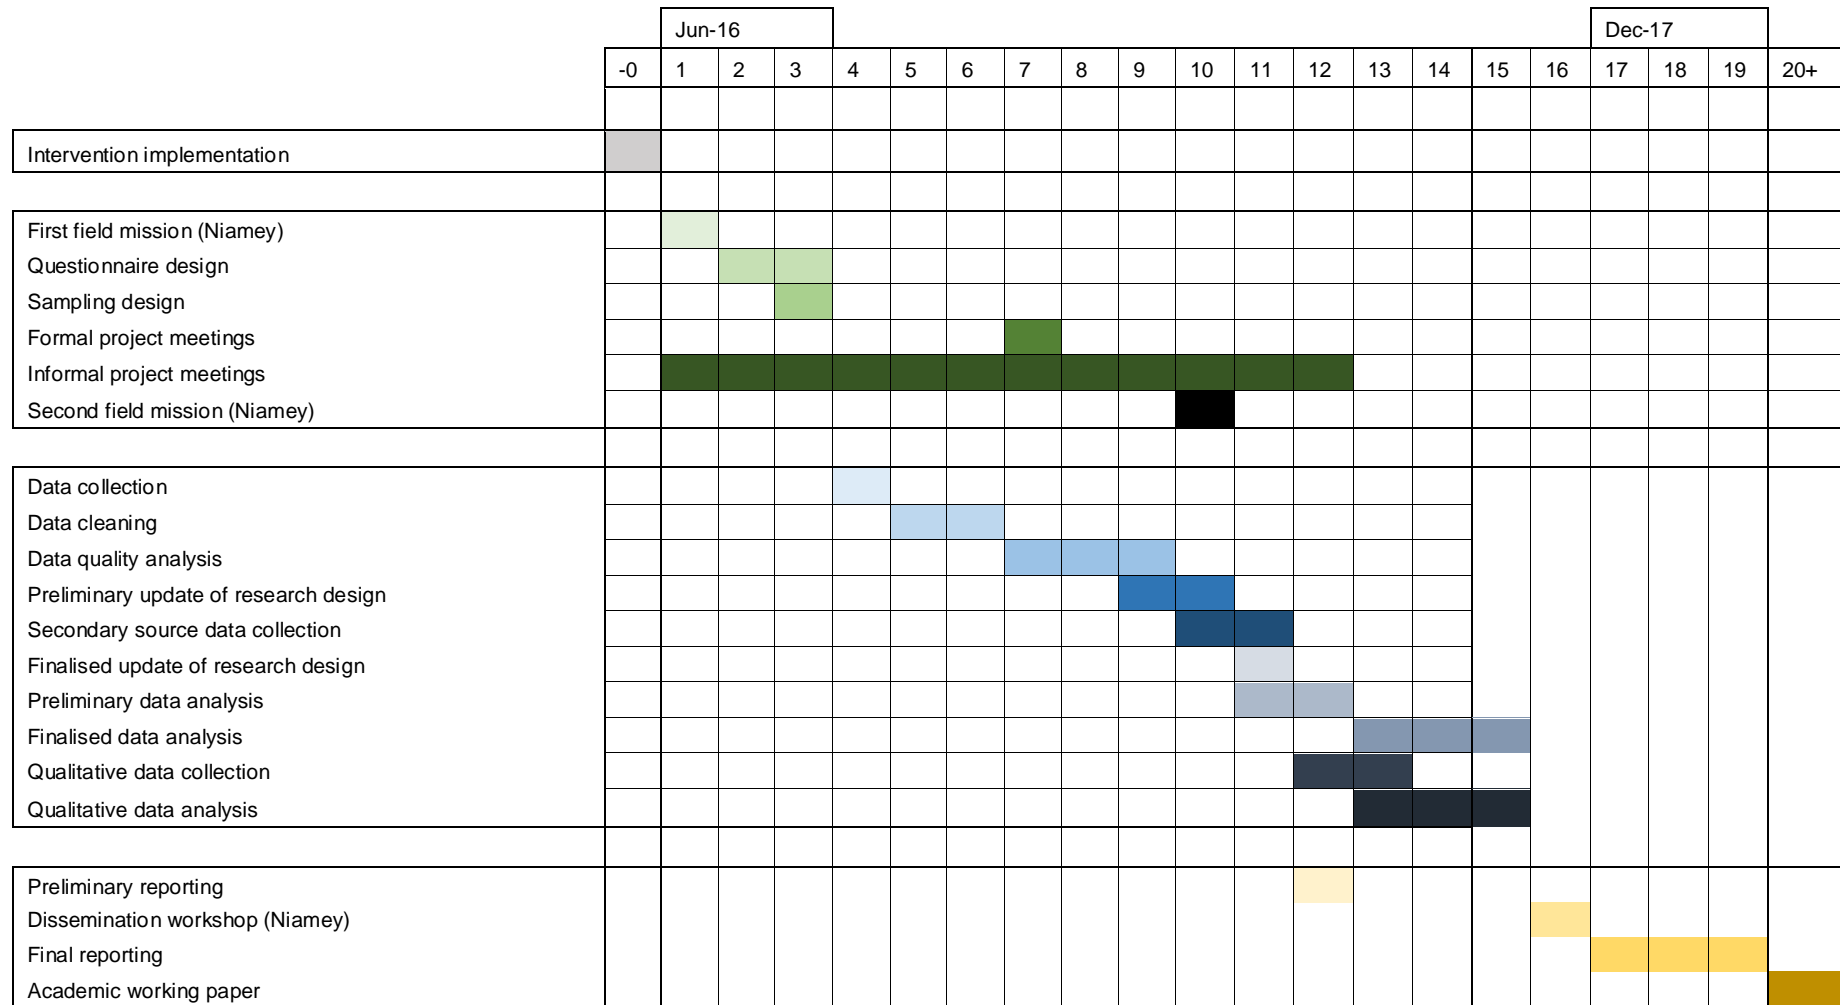 Jun-16 Dec-17
-0 1 2 3 4 5 6 7 8 9 10 11 12 13 14 15 16 17 18 19 20+
Intervention implementation
First field mission (Niamey)
Questionnaire design
Sampling design
Formal project meetings
Informal project meetings
Second field mission (Niamey)
Data collection
Data cleaning
Data quality analysis
Preliminary update of research design
Secondary source data collection
Finalised update of research design
Preliminary data analysis
Finalised data analysis
Qualitative data collection
Qualitative data analysis
Preliminary reporting
Dissemination workshop (Niamey)
Final reporting
Academic working paper